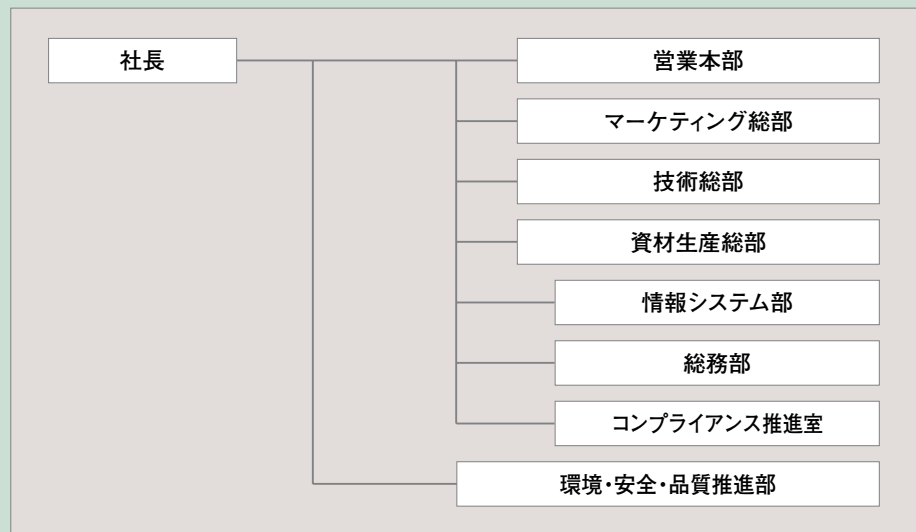 社長
営業本部
マーケティング総部
技術総部
資材生産総部
情報システム部
総務部
コンプライアンス推進室
環境・安全・品質推進部